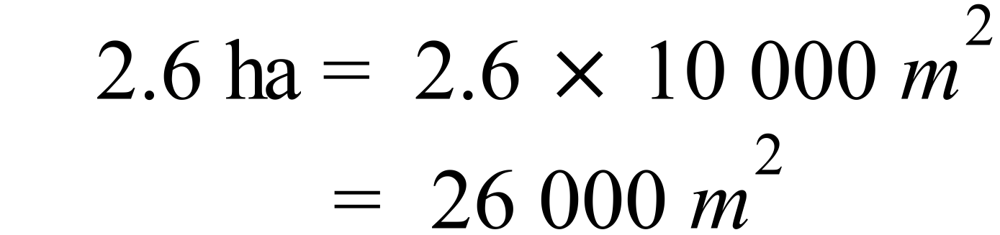 2.6 ha = 2.6 × 10 000 m²
= 26 000 m²